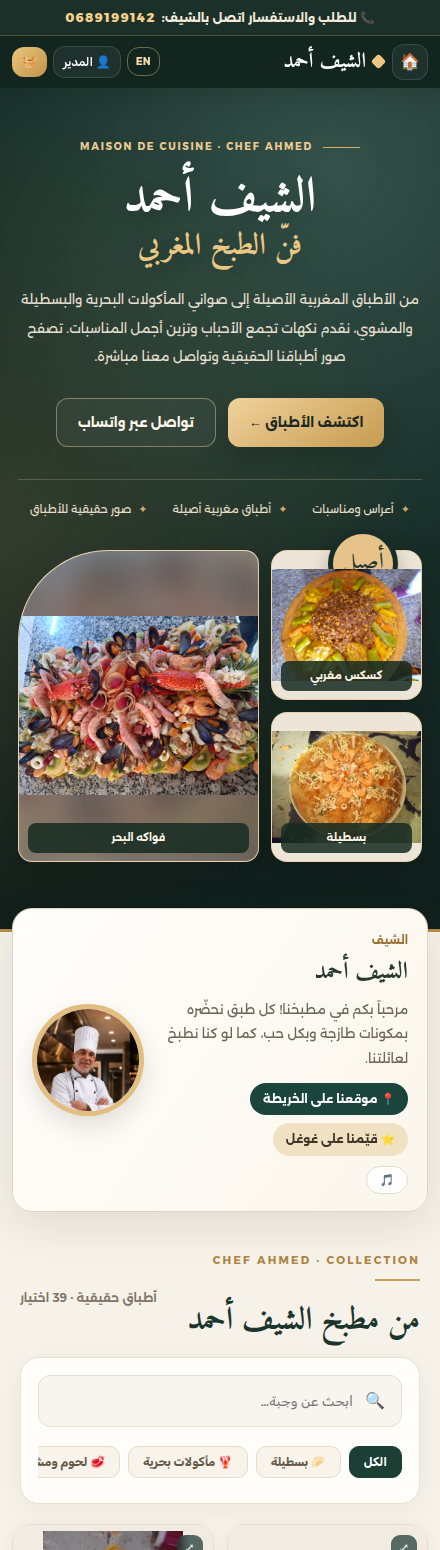 للطلب والاستفسار اتصل بالشيف: 0689199142
الشيف أحمد
EN
المدير
MAISON DE CUISINE · CHEF AHMED
الشيف أحمد
فنّ الطبخ المغربي
من الأطباق المغربية الأصيلة إلى صواني المأكولات البحرية والبسطيلة
والمشوي، نقدم نكهات تجمع الأحباب وتزين أجمل المناسبات. تصفح
صور أطباقنا الحقيقية وتواصل معنا مباشرة.
اكتشف الأطباق ←
تواصل عبر واتساب
✦ أعراس ومناسبات
✦ أطباق مغربية أصيلة
✦ صور حقيقية للأطباق
أصيل
كسكس مغربي
فواكه البحر
بسطيلة
الشيف
الشيف أحمد
مرحباً بكم في مطبخنا! كل طبق نحضّره
بمكونات طازجة وبكل حب، كما لو كنا نطبخ
لعائلتنا.
موقعنا على الخريطة
قيّمنا على غوغل
CHEF AHMED · COLLECTION
من مطبخ الشيف أحمد
أطباق حقيقية · 39 اختيار
ابحث عن وجبة...
الكل
بسطيلة
مأكولات بحرية
لحوم